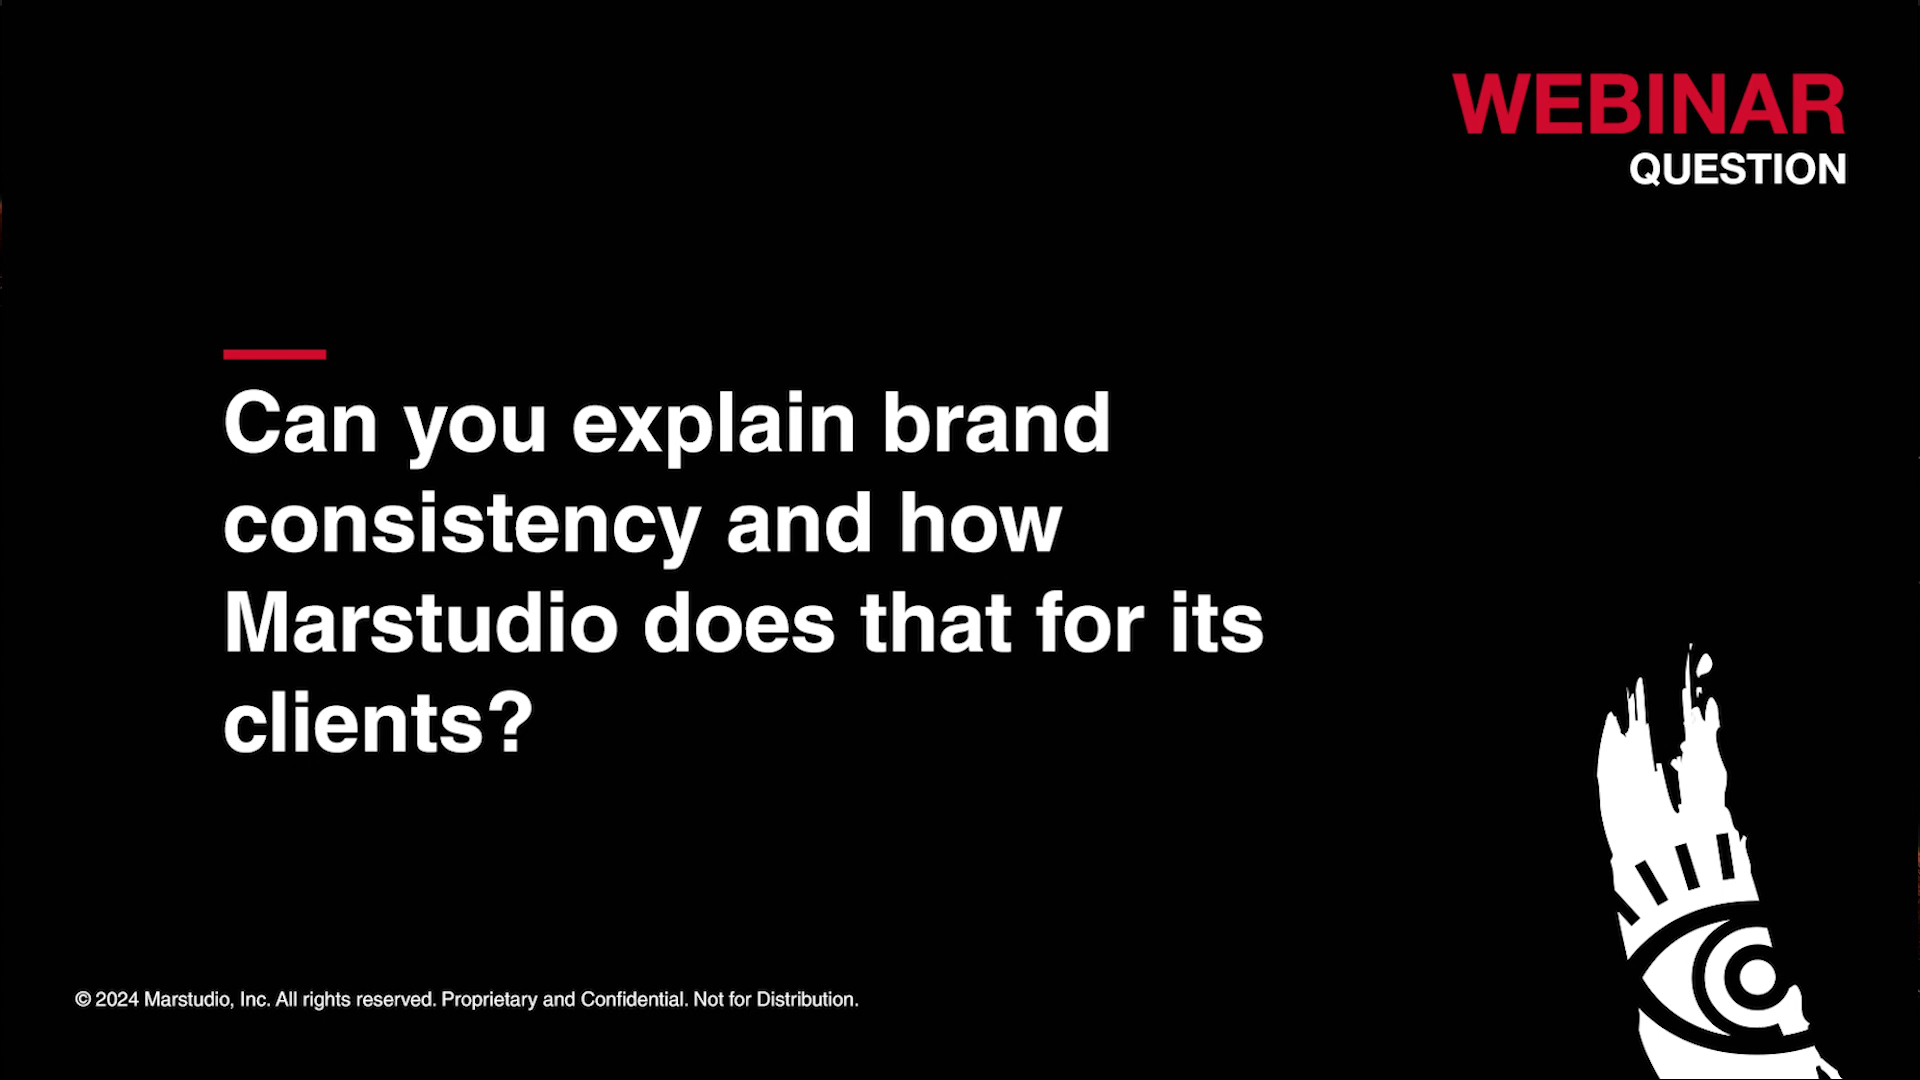 WEBINAR
QUESTION
Can you explain brand
consistency and how
Marstudio does that for its
clients?
© 2024 Marstudio, Inc. All rights reserved. Proprietary and Confidential. Not for Distribution.